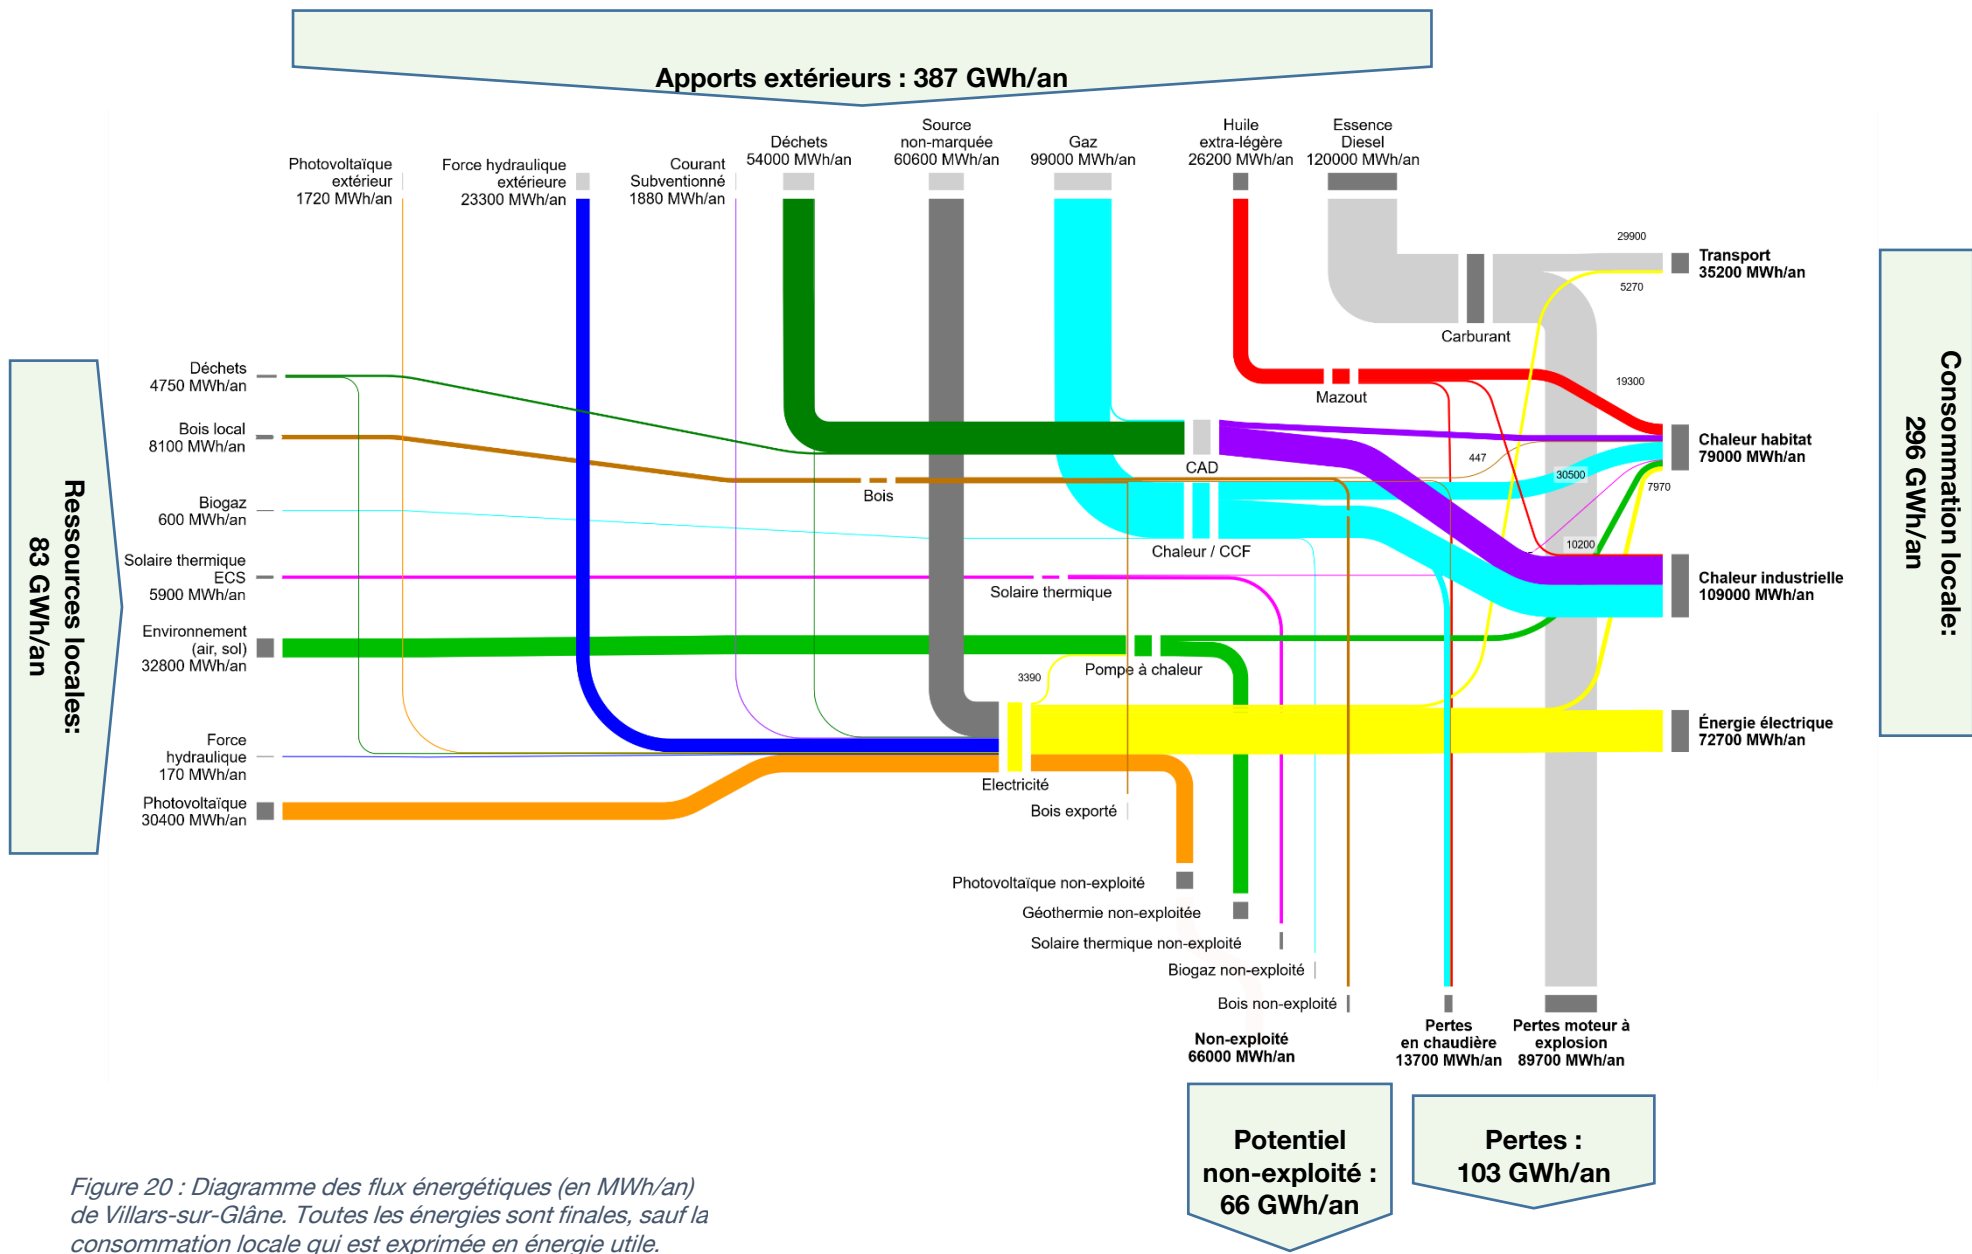 Apports extérieurs : 387 GWh/an
Photovoltaïque
extérieur
1720 MWh/an
Force hydraulique
extérieure
23300 MWh/an
Courant
Subventionné
1880 MWh/an
Déchets
54000 MWh/an
Source
non-marquée
60600 MWh/an
Gaz
99000 MWh/an
Huile
extra-légère
26200 MWh/an
Essence
Diesel
120000 MWh/an
29900
Transport
35200 MWh/an
5270
Carburant
Ressources locales:
83 GWh/an
Déchets
4750 MWh/an
Bois local
8100 MWh/an
Biogaz
600 MWh/an
Solaire thermique
ECS
5900 MWh/an
Environnement
(air, sol)
32800 MWh/an
Force
hydraulique
170 MWh/an
Photovoltaïque
30400 MWh/an
Mazout
19300
Chaleur habitat
79000 MWh/an
CAD
447
30500
7970
Bois
Chaleur / CCF
10200
Solaire thermique
Chaleur industrielle
109000 MWh/an
Pompe à chaleur
3390
Énergie électrique
72700 MWh/an
Electricité
Bois exporté
Photovoltaïque non-exploité
Géothermie non-exploitée
Solaire thermique non-exploité
Biogaz non-exploité
Bois non-exploité
Non-exploité
66000 MWh/an
Pertes
en chaudière
13700 MWh/an
Pertes moteur à
explosion
89700 MWh/an
Consommation locale:
296 GWh/an
Potentiel
non-exploité :
66 GWh/an
Pertes :
103 GWh/an
Figure 20 : Diagramme des flux énergétiques (en MWh/an)
de Villars-sur-Glâne. Toutes les énergies sont finales, sauf la
consommation locale qui est exprimée en énergie utile.